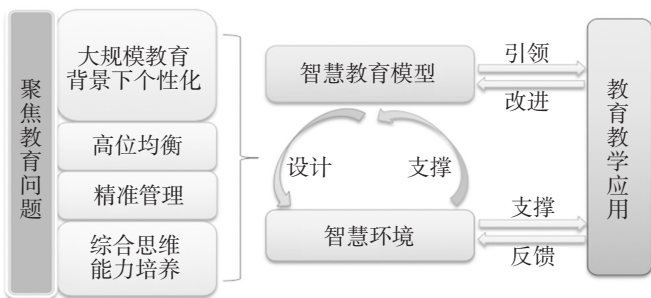 聚焦教育问题
大规模教育
背景下个性化
高位均衡
精准管理
综合思维
能力培养
智慧教育模型
设计
支撑
智慧环境
引领
改进
支撑
反馈
教育教学应用